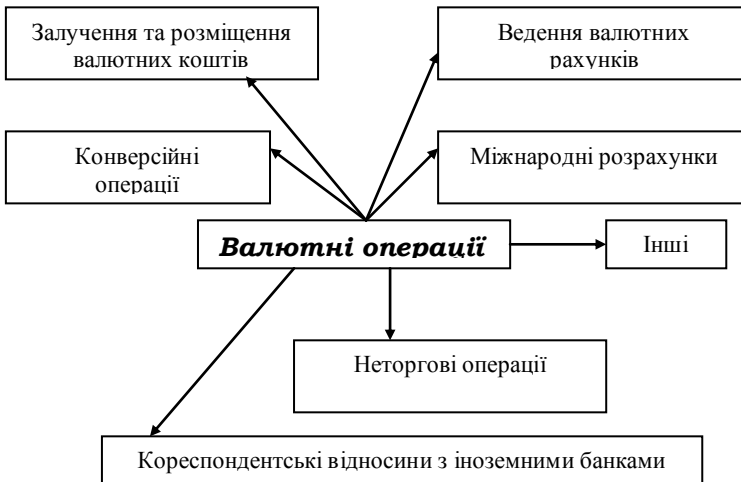 Залучення та розміщення
валютних коштів
Ведення валютних
рахунків
Конверсійні
операції
Міжнародні розрахунки
Валютні операції
Інші
Неторгові операції
Кореспондентські відносини з іноземними банками